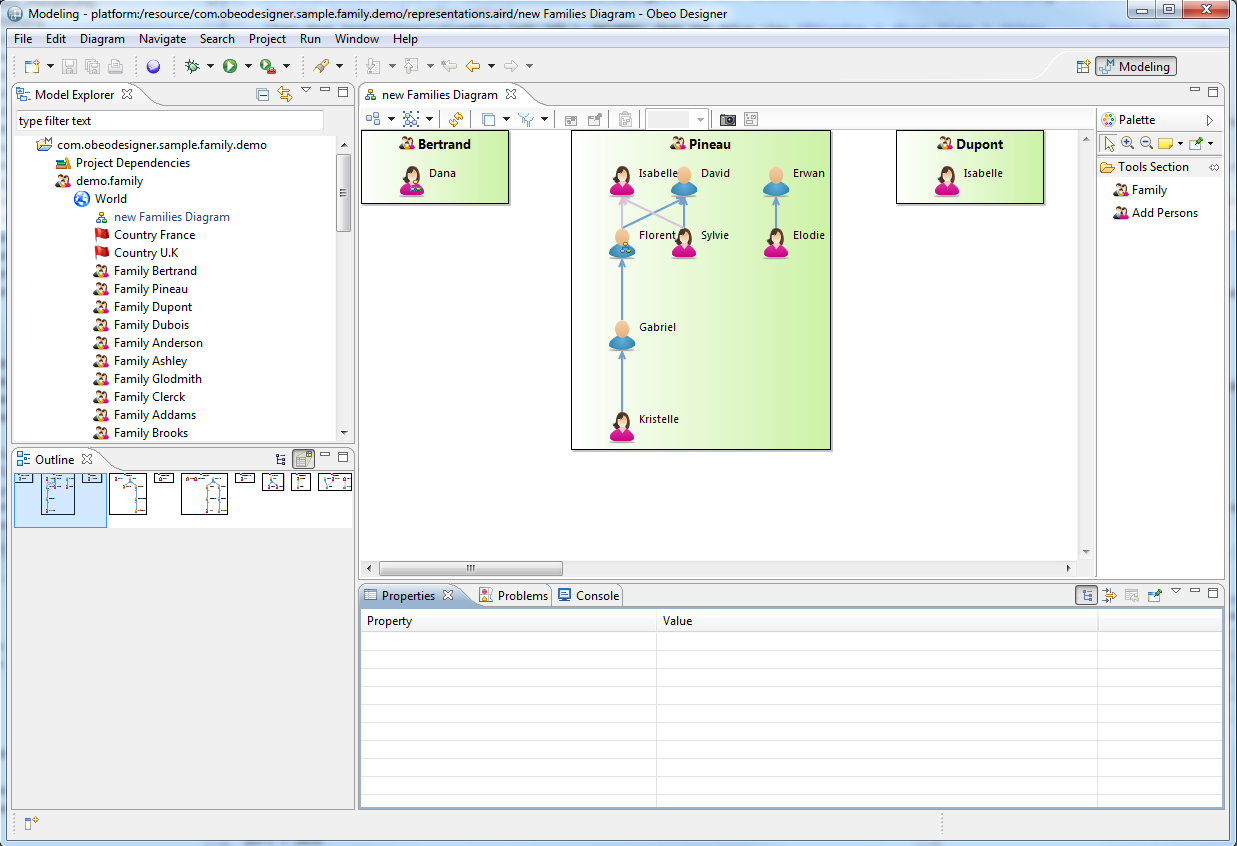 Modeling - platform:/resource/com.obeodesigner.sample.family.demo/representations.aird/new Families Diagram - Obeo Designer
File Edit Diagram Navigate Search Project Run Window Help
Modeling
Model Explorer
type filter text
com.obeodesigner.sample.family.demo
Project Dependencies
demo.family
World
new Families Diagram
Country France
Country U.K
Family Bertrand
Family Pineau
Family Dupont
Family Dubois
Family Anderson
Family Ashley
Family Glodmith
Family Clerck
Family Addams
Family Brooks
Outline
new Families Diagram
Bertrand
Dana
Pineau
Isabelle David Erwan
Florent Sylvie Elodie
Gabriel
Kristelle
Dupont
Isabelle
Palette
Tools Section
Family
Add Persons
Properties Problems Console
Property Value